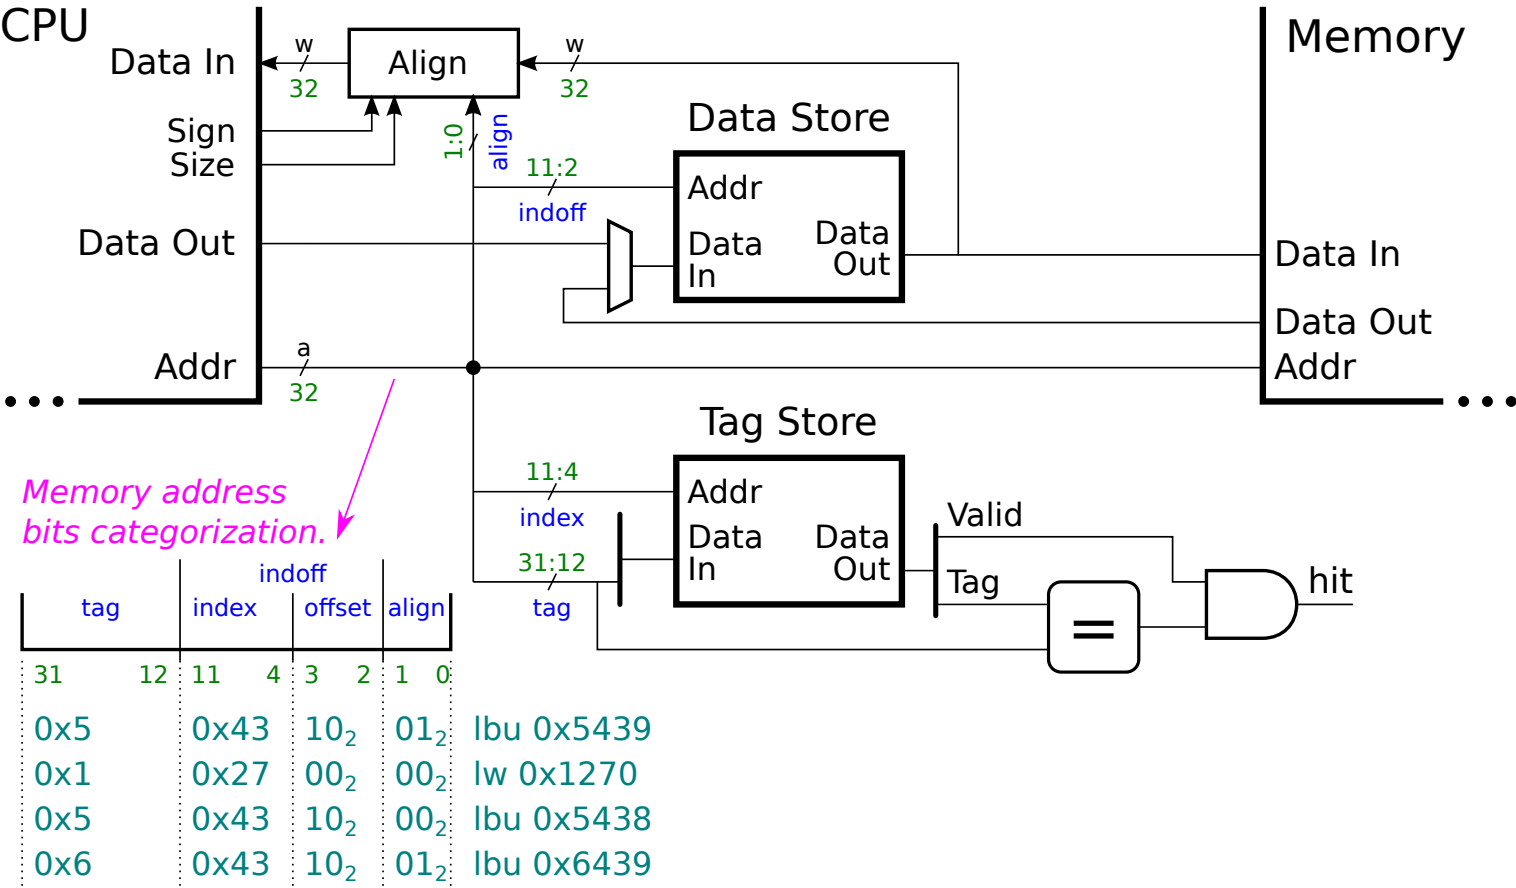 CPU
Memory
Data In
w
32
Align
w
32
Sign
Size
1:0
align
Data Store
11:2
indoff
Addr
Data In
Data Out
Data Out
Data In
Data Out
Addr
a
32
Addr
Tag Store
Memory address
bits categorization.
11:4
index
Addr
Data In
Data Out
31:12
tag
Valid
Tag
=
hit
indoff
tag index offset align
31 12 11 4 3 2 1 0
0x5 0x43 10₂ 01₂ lbu 0x5439
0x1 0x27 00₂ 00₂ lw 0x1270
0x5 0x43 10₂ 00₂ lbu 0x5438
0x6 0x43 10₂ 01₂ lbu 0x6439